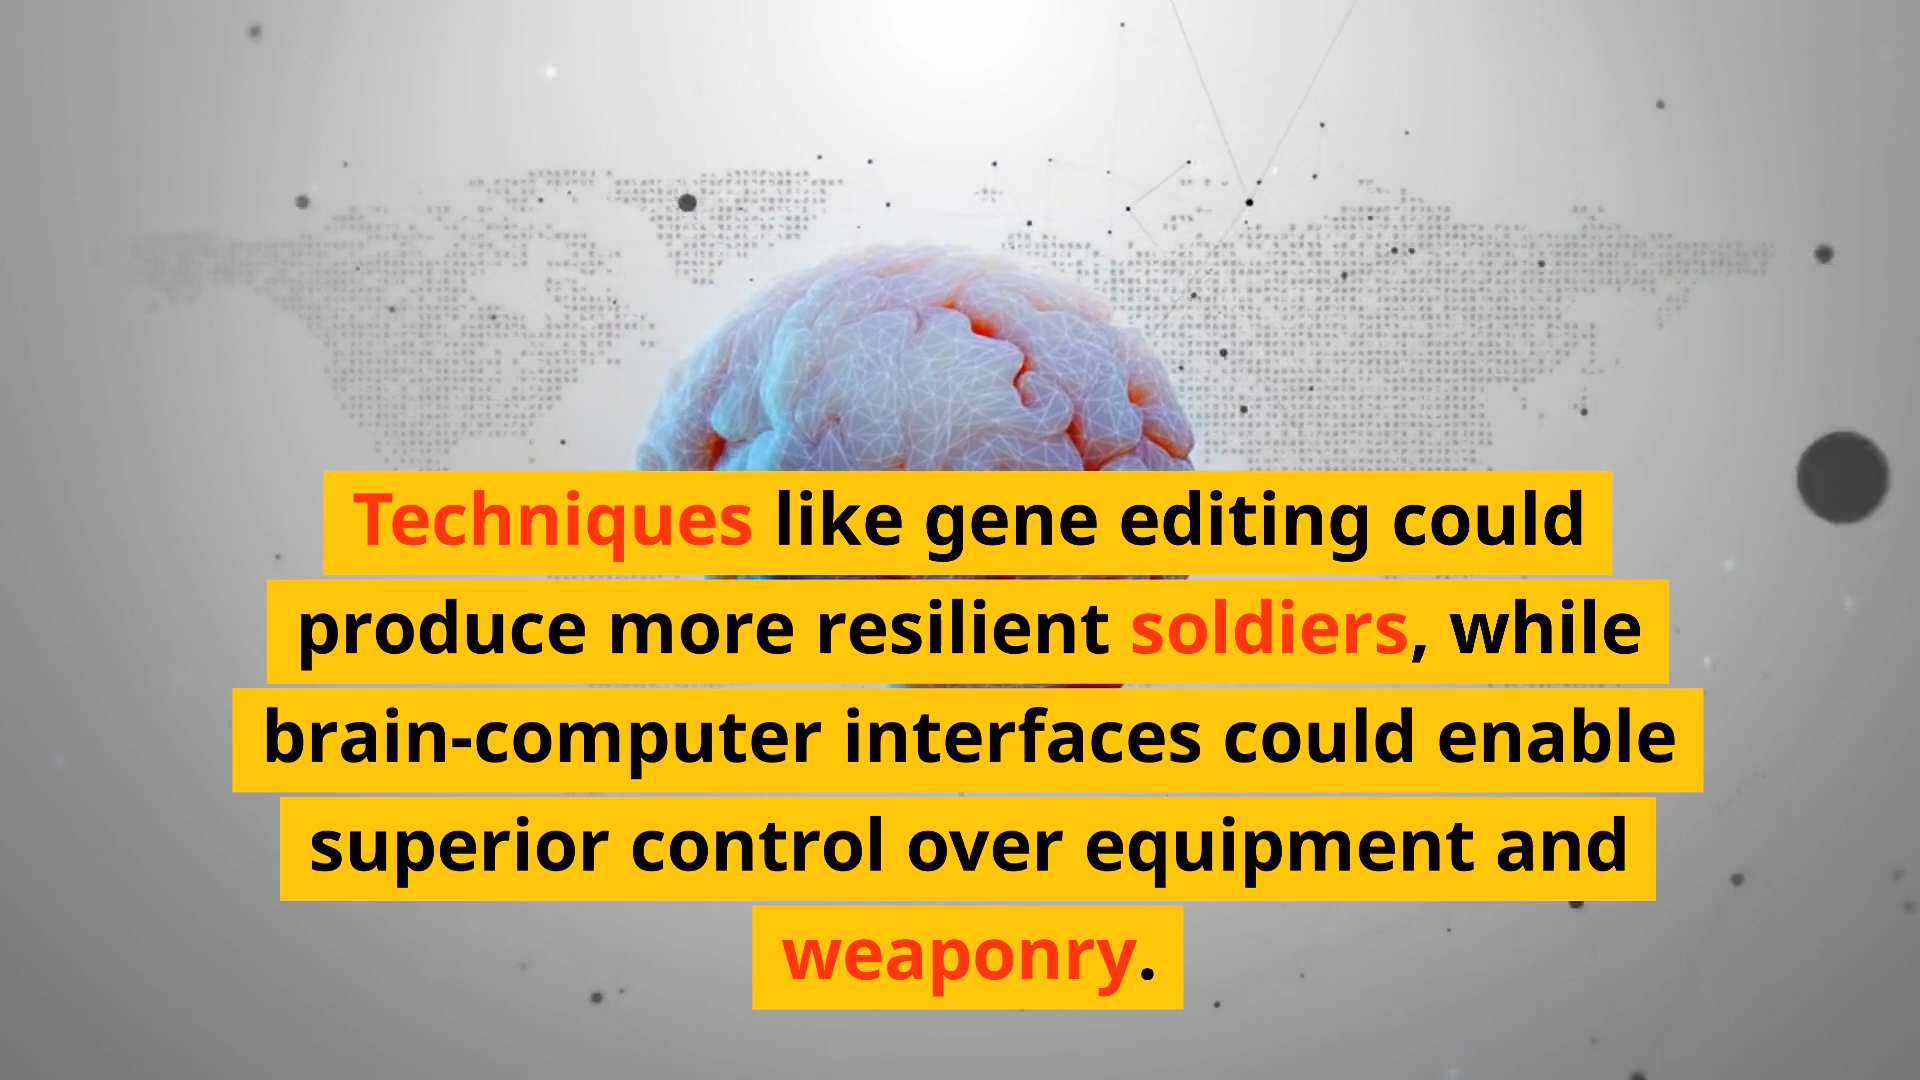 Techniques like gene editing could
produce more resilient soldiers, while
brain-computer interfaces could enable
superior control over equipment and
weaponry.